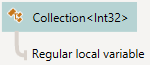 Collection<Int32>
Regular local variable